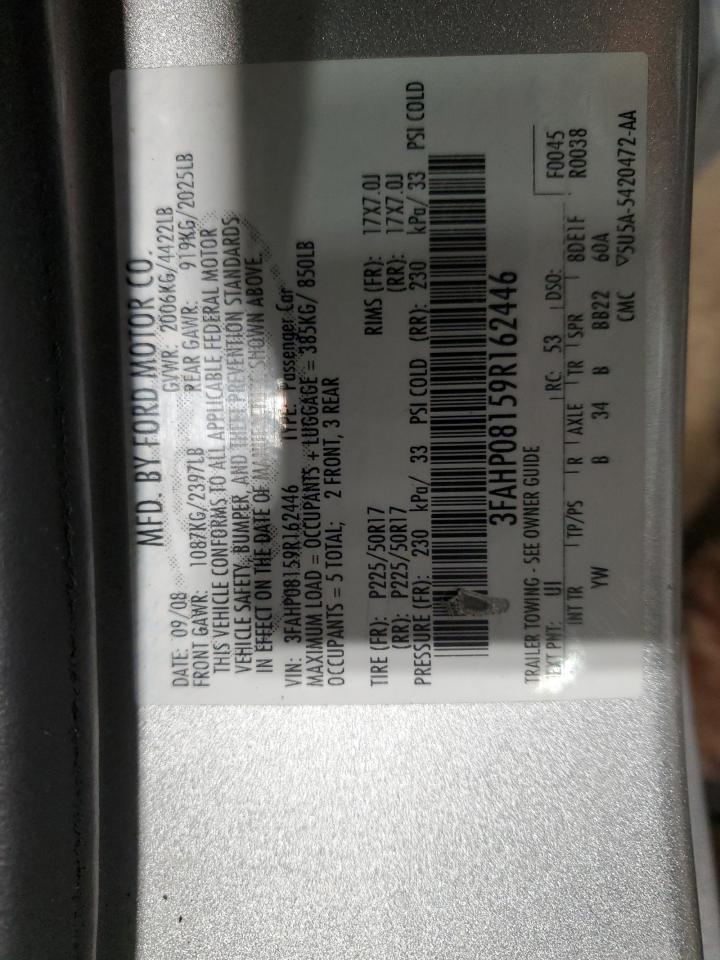 MFD. BY FORD MOTOR CO.
DATE: 09/08 GVWR: 2006KG/4422LB
FRONT GAWR: 1087KG/2397LB REAR GAWR: 919KG/2025LB
THIS VEHICLE CONFORMS TO ALL APPLICABLE FEDERAL MOTOR
VEHICLE SAFETY, BUMPER, AND THEFT PREVENTION STANDARDS
IN EFFECT ON THE DATE OF MANUFACTURE SHOWN ABOVE.
VIN: 3FAHP08159R162446 TYPE: Passenger Car
MAXIMUM LOAD = OCCUPANTS + LUGGAGE = 385KG/ 850LB
OCCUPANTS = 5 TOTAL; 2 FRONT, 3 REAR
TIRE (FR): P225/50R17 RIMS (FR): 17X7.0J
(RR): P225/50R17 (RR): 17X7.0J
PRESSURE (FR): 230 kPa/ 33 PSI COLD (RR): 230 kPa/ 33 PSI COLD
3FAHP08159R162446
TRAILER TOWING - SEE OWNER GUIDE F0045
EXT PNT: UI RC: 53 DSO: R0038
INT TR TP/PS R AXLE TR SPR 8DE1F
YW B 34 B BB22 60A
CMC ▽5U5A-5420472-AA